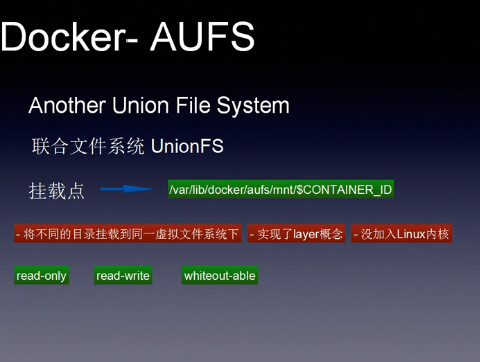 Docker- AUFS
Another Union File System
联合文件系统 UnionFS
挂载点 /var/lib/docker/aufs/mnt/$CONTAINER_ID
- 将不同的目录挂载到同一虚拟文件系统下 - 实现了layer概念 - 没加入Linux内核
read-only read-write whiteout-able